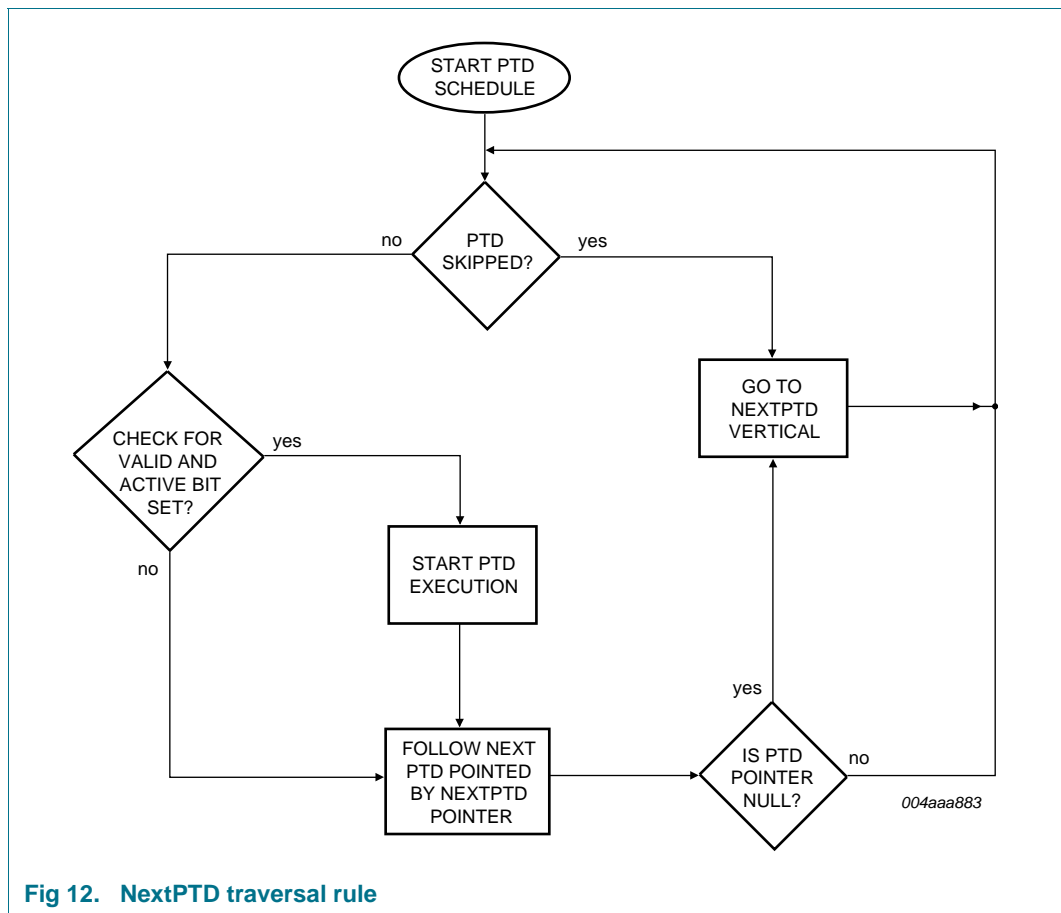 START PTD
SCHEDULE
no
PTD
SKIPPED?
yes
GO TO
NEXTPTD
VERTICAL
CHECK FOR
VALID AND
ACTIVE BIT
SET?
yes
no
START PTD
EXECUTION
FOLLOW NEXT
PTD POINTED
BY NEXTPTD
POINTER
yes
IS PTD
POINTER
NULL?
no
004aaa883
Fig 12. NextPTD traversal rule